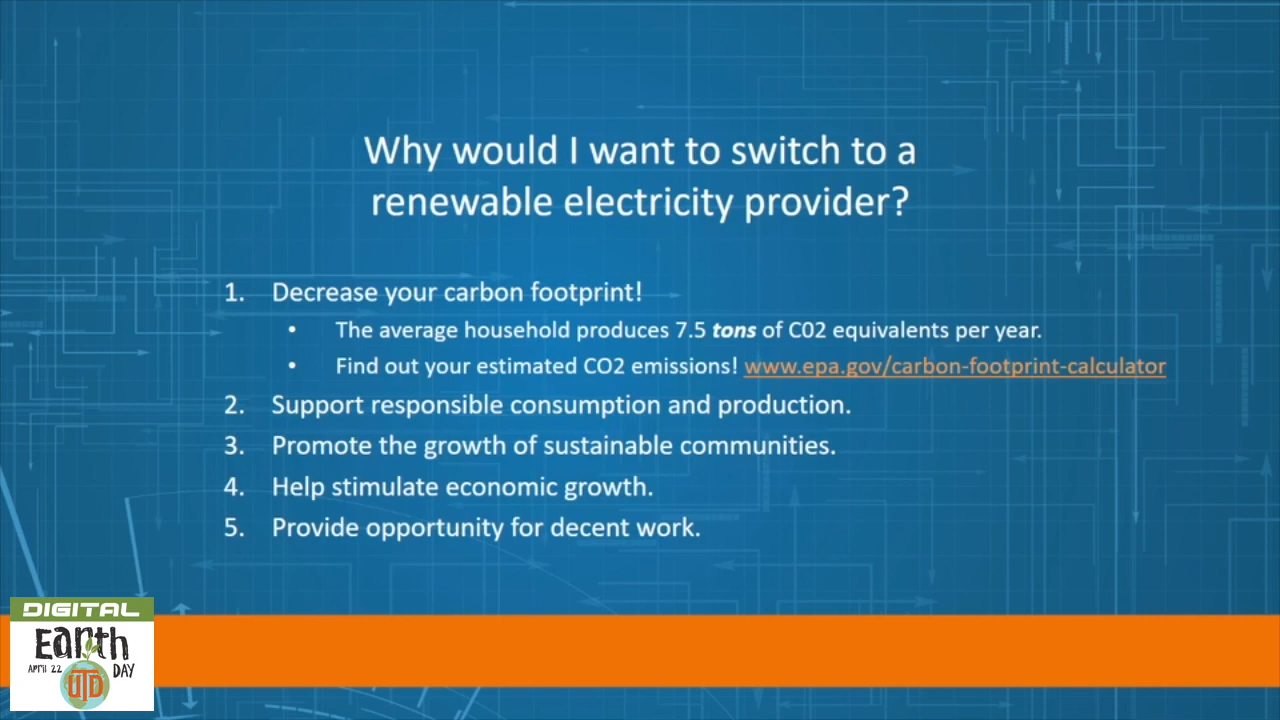 Why would I want to switch to a
renewable electricity provider?
1. Decrease your carbon footprint!
• The average household produces 7.5 tons of C02 equivalents per year.
• Find out your estimated CO2 emissions! www.epa.gov/carbon-footprint-calculator
2. Support responsible consumption and production.
3. Promote the growth of sustainable communities.
4. Help stimulate economic growth.
5. Provide opportunity for decent work.
DIGITAL
Earth
APRIL 22 DAY
UTD